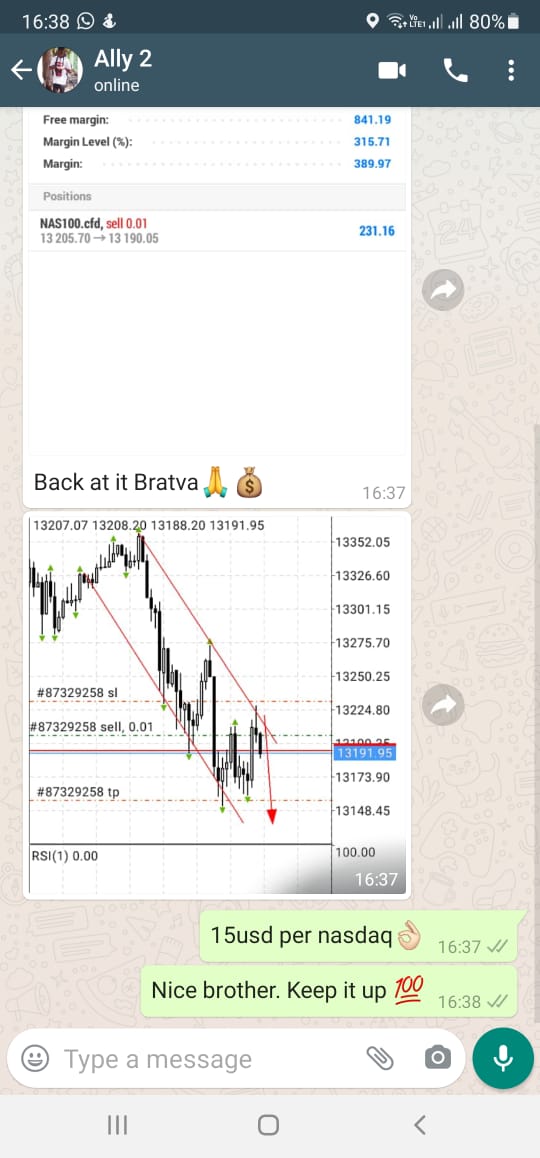 16:38
Vo
LTE1
80%
Ally 2
online
Free margin: 841.19
Margin Level (%): 315.71
Margin: 389.97
Positions
NAS100.cfd, sell 0.01
13 205.70 → 13 190.05
231.16
Back at it Bratva🙏💰
16:37
13207.07 13208.20 13188.20 13191.95
13352.05
13326.60
13301.15
13275.70
13250.25
#87329258 sl
13224.80
#87329258 sell, 0.01
13191.95
13173.90
#87329258 tp
13148.45
RSI(1) 0.00
100.00
16:37
15usd per nasdaq👌🏻
16:37
Nice brother. Keep it up 💯
16:38
Type a message